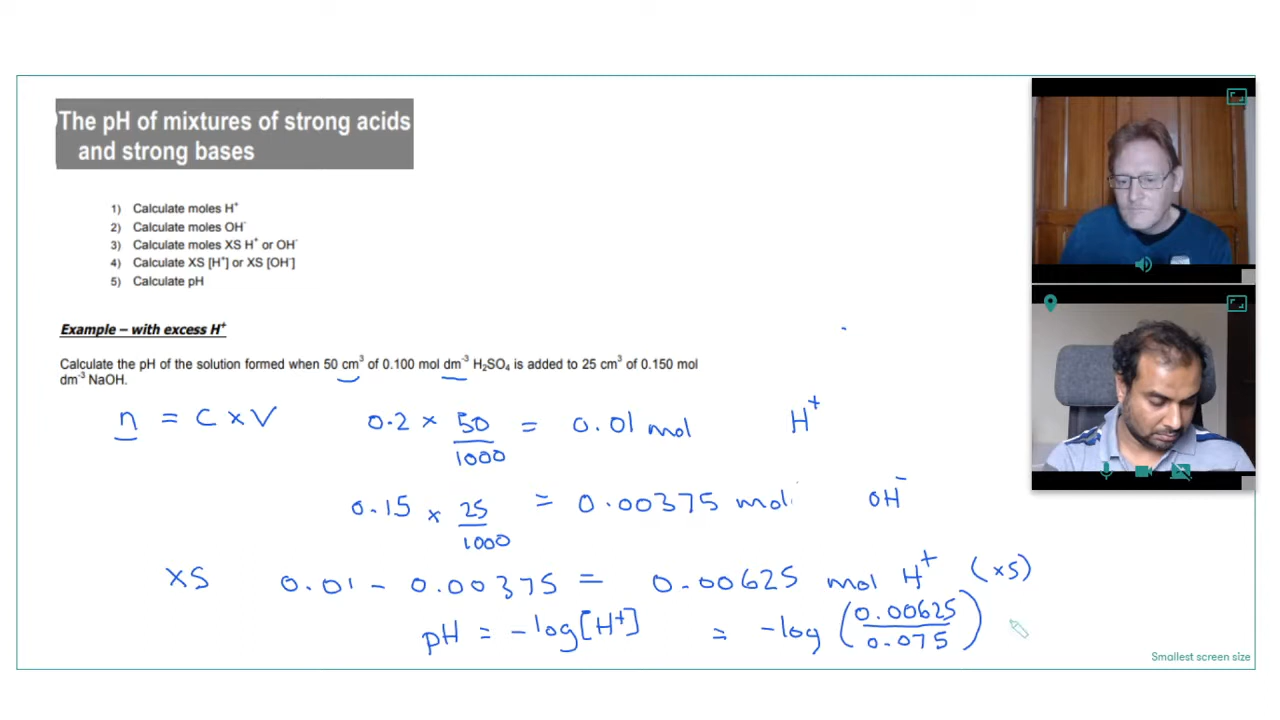 The pH of mixtures of strong acids
and strong bases
1) Calculate moles H⁺
2) Calculate moles OH⁻
3) Calculate moles XS H⁺ or OH⁻
4) Calculate XS [H⁺] or XS [OH⁻]
5) Calculate pH
Example – with excess H⁺
Calculate the pH of the solution formed when 50 cm³ of 0.100 mol dm⁻³ H₂SO₄ is added to 25 cm³ of 0.150 mol
dm⁻³ NaOH.
n = C × V 0.2 × 50/1000 = 0.01 mol H⁺
0.15 × 25/1000 = 0.00375 mol OH⁻
XS 0.01 - 0.00375 = 0.00625 mol H⁺ (XS)
pH = -log[H⁺] = -log(0.00625/0.075)
Smallest screen size